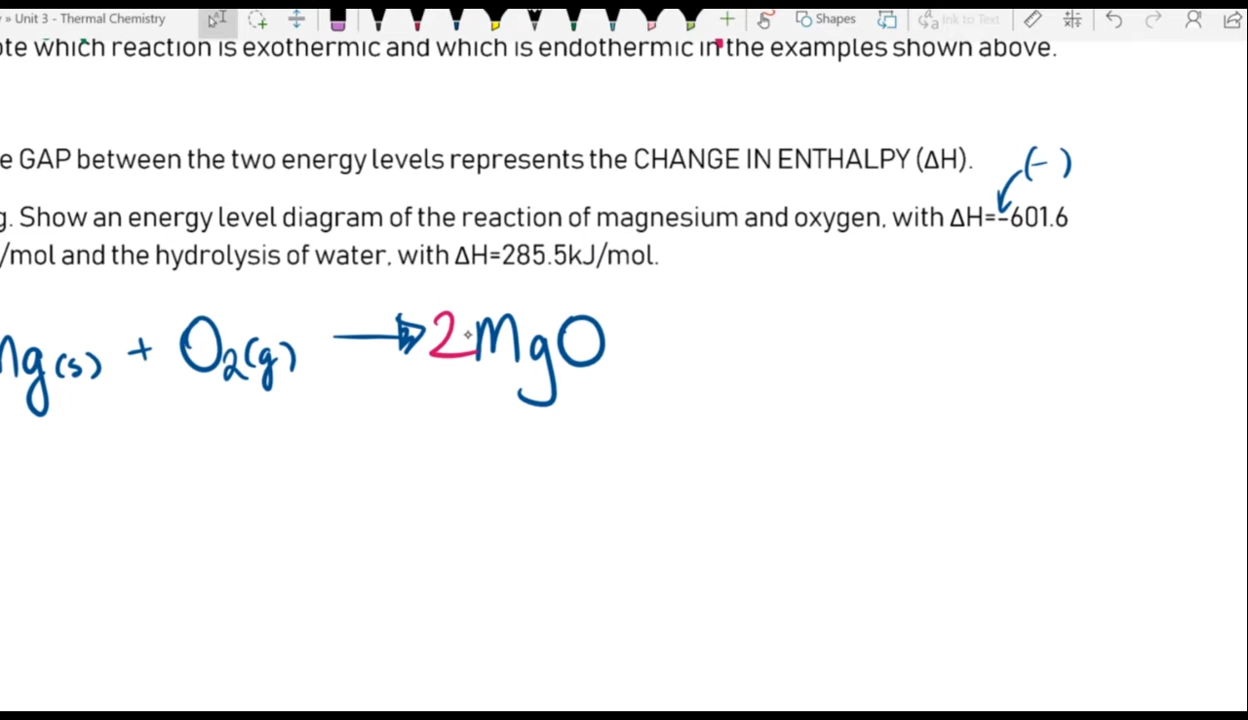 » Unit 3 - Thermal Chemistry Shapes Ink to Text
te which reaction is exothermic and which is endothermic in the examples shown above.
e GAP between the two energy levels represents the CHANGE IN ENTHALPY (ΔH). (-)
g. Show an energy level diagram of the reaction of magnesium and oxygen, with ΔH=-601.6
/mol and the hydrolysis of water, with ΔH=285.5kJ/mol.
Mg(s) + O₂(g) → 2MgO